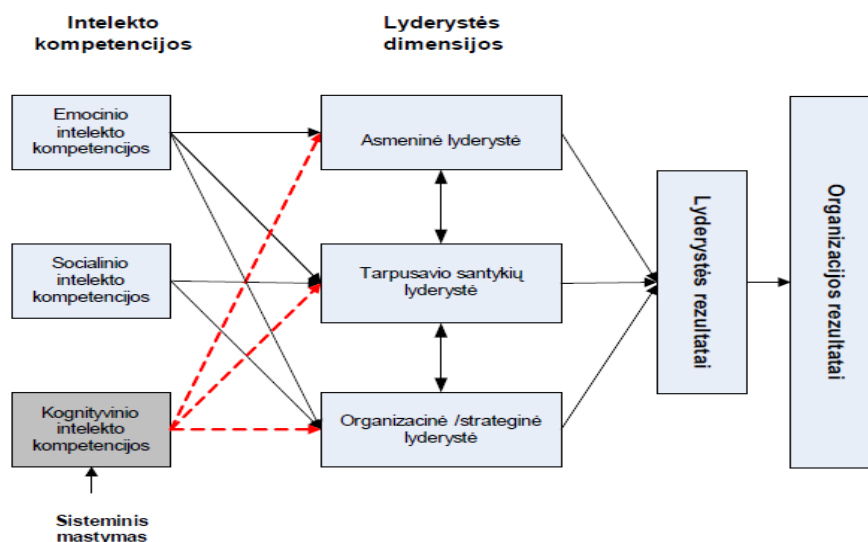 Intelekto
kompetencijos
Lyderystės
dimensijos
Emocinio
intelekto
kompetencijos
Socialinio
intelekto
kompetencijos
Kognityvinio
intelekto
kompetencijos
Sisteminis
mastymas
Asmeninė lyderystė
Tarpusavio santykių
lyderystė
Organizacinė /strateginė
lyderystė
Lyderystės rezultatai
Organizacijos rezultatai